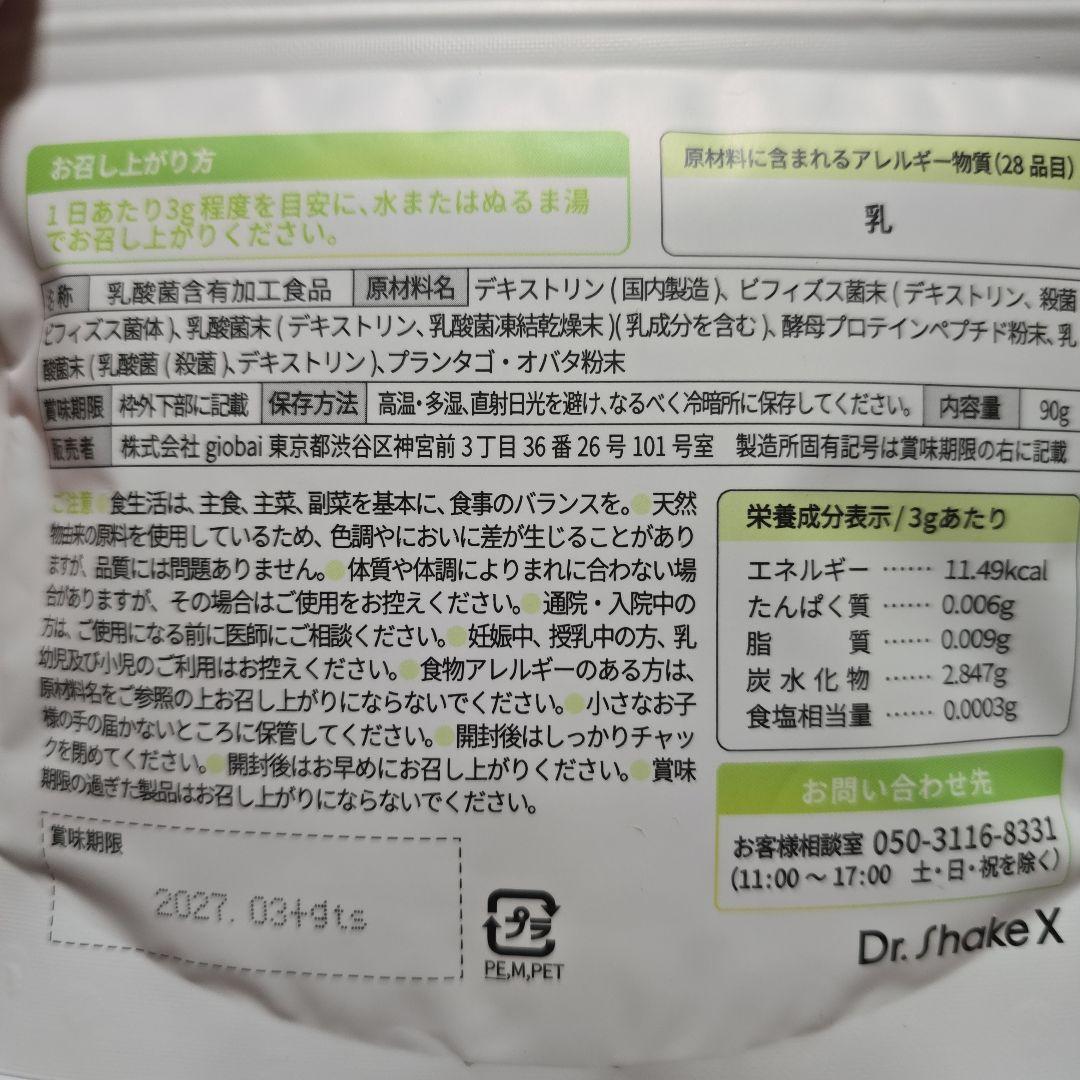 お召し上がり方
1日あたり3g程度を目安に、水またはぬるま湯
でお召し上がりください。
原材料に含まれるアレルギー物質(28品目)
乳
名称 乳酸菌含有加工食品 原材料名 デキストリン(国内製造)、ビフィズス菌末(デキストリン、殺菌
ビフィズス菌体)、乳酸菌末(デキストリン、乳酸菌凍結乾燥末)(乳成分を含む)、酵母プロテインペプチド粉末、乳
酸菌末(乳酸菌(殺菌)、デキストリン)、プランタゴ・オバタ粉末
賞味期限 枠外下部に記載 保存方法 高温・多湿、直射日光を避け、なるべく冷暗所に保存してください。 内容量 90g
販売者 株式会社giobai 東京都渋谷区神宮前3丁目36番26号101号室 製造所固有記号は賞味期限の右に記載
ご注意 ●食生活は、主食、主菜、副菜を基本に、食事のバランスを。●天然
物由来の原料を使用しているため、色調やにおいに差が生じることがあり
ますが、品質には問題ありません。●体質や体調によりまれに合わない場
合がありますが、その場合はご使用をお控えください。●通院・入院中の
方は、ご使用になる前に医師にご相談ください。●妊娠中、授乳中の方、乳
幼児及び小児のご利用はお控えください。●食物アレルギーのある方は、
原材料名をご参照の上お召し上がりにならないでください。●小さなお子
様の手の届かないところに保管してください。●開封後はしっかりチャッ
クを閉めてください。●開封後はお早めにお召し上がりください。●賞味
期限の過ぎた製品はお召し上がりにならないでください。
栄養成分表示/3gあたり
エネルギー …… 11.49kcal
たんぱく質 …… 0.006g
脂質 …… 0.009g
炭水化物 …… 2.847g
食塩相当量 …… 0.0003g
お問い合わせ先
お客様相談室 050-3116-8331
(11:00～17:00 土・日・祝を除く)
賞味期限
2027.03+gts
プラ
PE,M,PET
Dr. Shake X